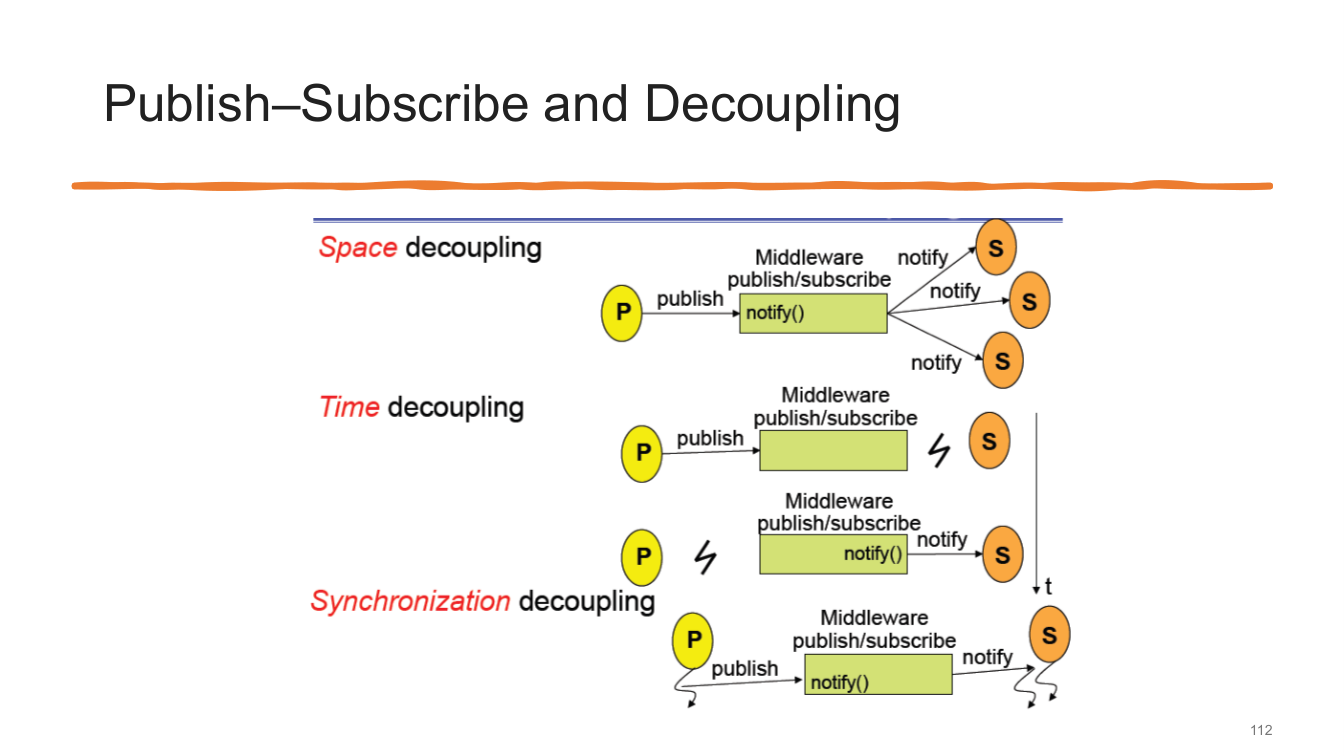 Publish–Subscribe and Decoupling
Space decoupling
Middleware
publish/subscribe
P
publish
notify()
notify
notify
notify
S
S
S
Time decoupling
Middleware
publish/subscribe
P
publish
S
Middleware
publish/subscribe
P
notify()
notify
S
t
Synchronization decoupling
Middleware
publish/subscribe
P
publish
notify()
notify
S
112